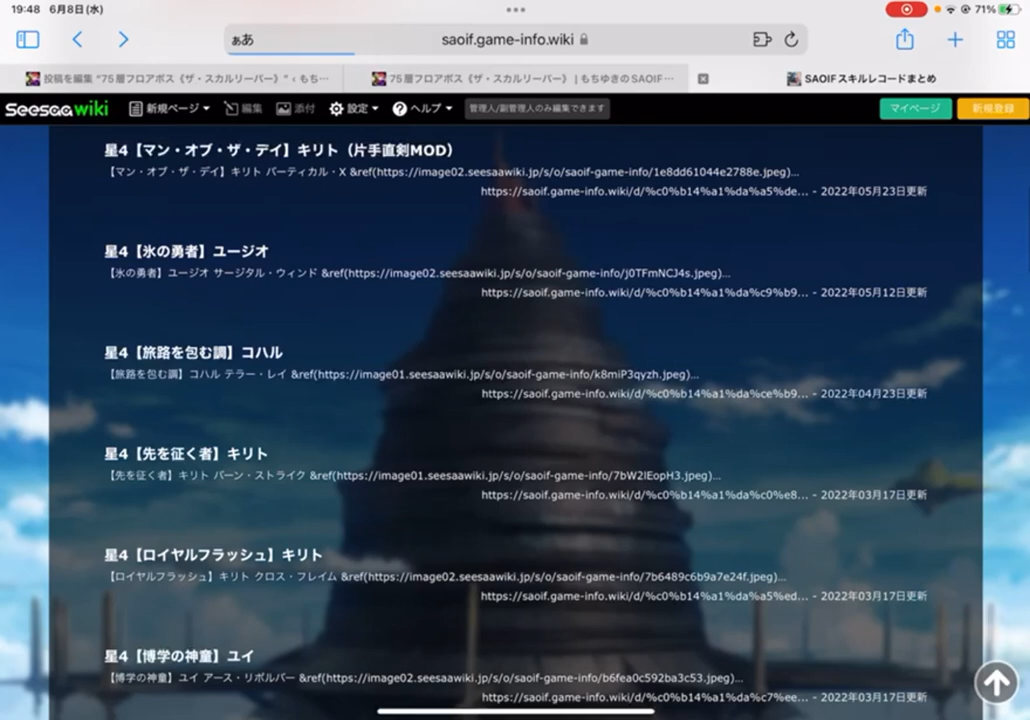 19:48 6月8日(水)
71%
ぁあ
saoif.game-info.wiki
投稿を編集 "75層フロアボス《ザ・スカルリーパー》" ‹ もち…
75層フロアボス《ザ・スカルリーパー》 | もちゆきのSAOIF…
SAOIFスキルレコードまとめ
Seesaa wiki
新規ページ
編集
添付
設定
ヘルプ
管理人/副管理人のみ編集できます
マイページ
新規登録
星4【マン・オブ・ザ・デイ】キリト（片手直剣MOD）
【マン・オブ・ザ・デイ】キリト バーティカル・X &ref(https://image02.seesaawiki.jp/s/o/saoif-game-info/1e8dd61044e2788e.jpeg)...
https://saoif.game-info.wiki/d/%c0%b14%a1%da%a5%de... - 2022年05月23日更新
星4【氷の勇者】ユージオ
【氷の勇者】ユージオ サージタル・ウィンド &ref(https://image02.seesaawiki.jp/s/o/saoif-game-info/j0TFmNCJ4s.jpeg)...
https://saoif.game-info.wiki/d/%c0%b14%a1%da%c9%b9... - 2022年05月12日更新
星4【旅路を包む調】コハル
【旅路を包む調】コハル テラー・レイ &ref(https://image01.seesaawiki.jp/s/o/saoif-game-info/k8miP3qyzh.jpeg)...
https://saoif.game-info.wiki/d/%c0%b14%a1%da%ce%b9... - 2022年04月23日更新
星4【先を征く者】キリト
【先を征く者】キリト バーン・ストライク &ref(https://image01.seesaawiki.jp/s/o/saoif-game-info/7bW2IEopH3.jpeg)...
https://saoif.game-info.wiki/d/%c0%b14%a1%da%c0%e8... - 2022年03月17日更新
星4【ロイヤルフラッシュ】キリト
【ロイヤルフラッシュ】キリト クロス・フレイム &ref(https://image02.seesaawiki.jp/s/o/saoif-game-info/7b6489c6b9a7e24f.jpeg)...
https://saoif.game-info.wiki/d/%c0%b14%a1%da%a5%ed... - 2022年03月17日更新
星4【博学の神童】ユイ
【博学の神童】ユイ アース・リボルバー &ref(https://image02.seesaawiki.jp/s/o/saoif-game-info/b6fea0c592ba3c53.jpeg)...
https://saoif.game-info.wiki/d/%c0%b14%a1%da%c7%ee... - 2022年03月17日更新